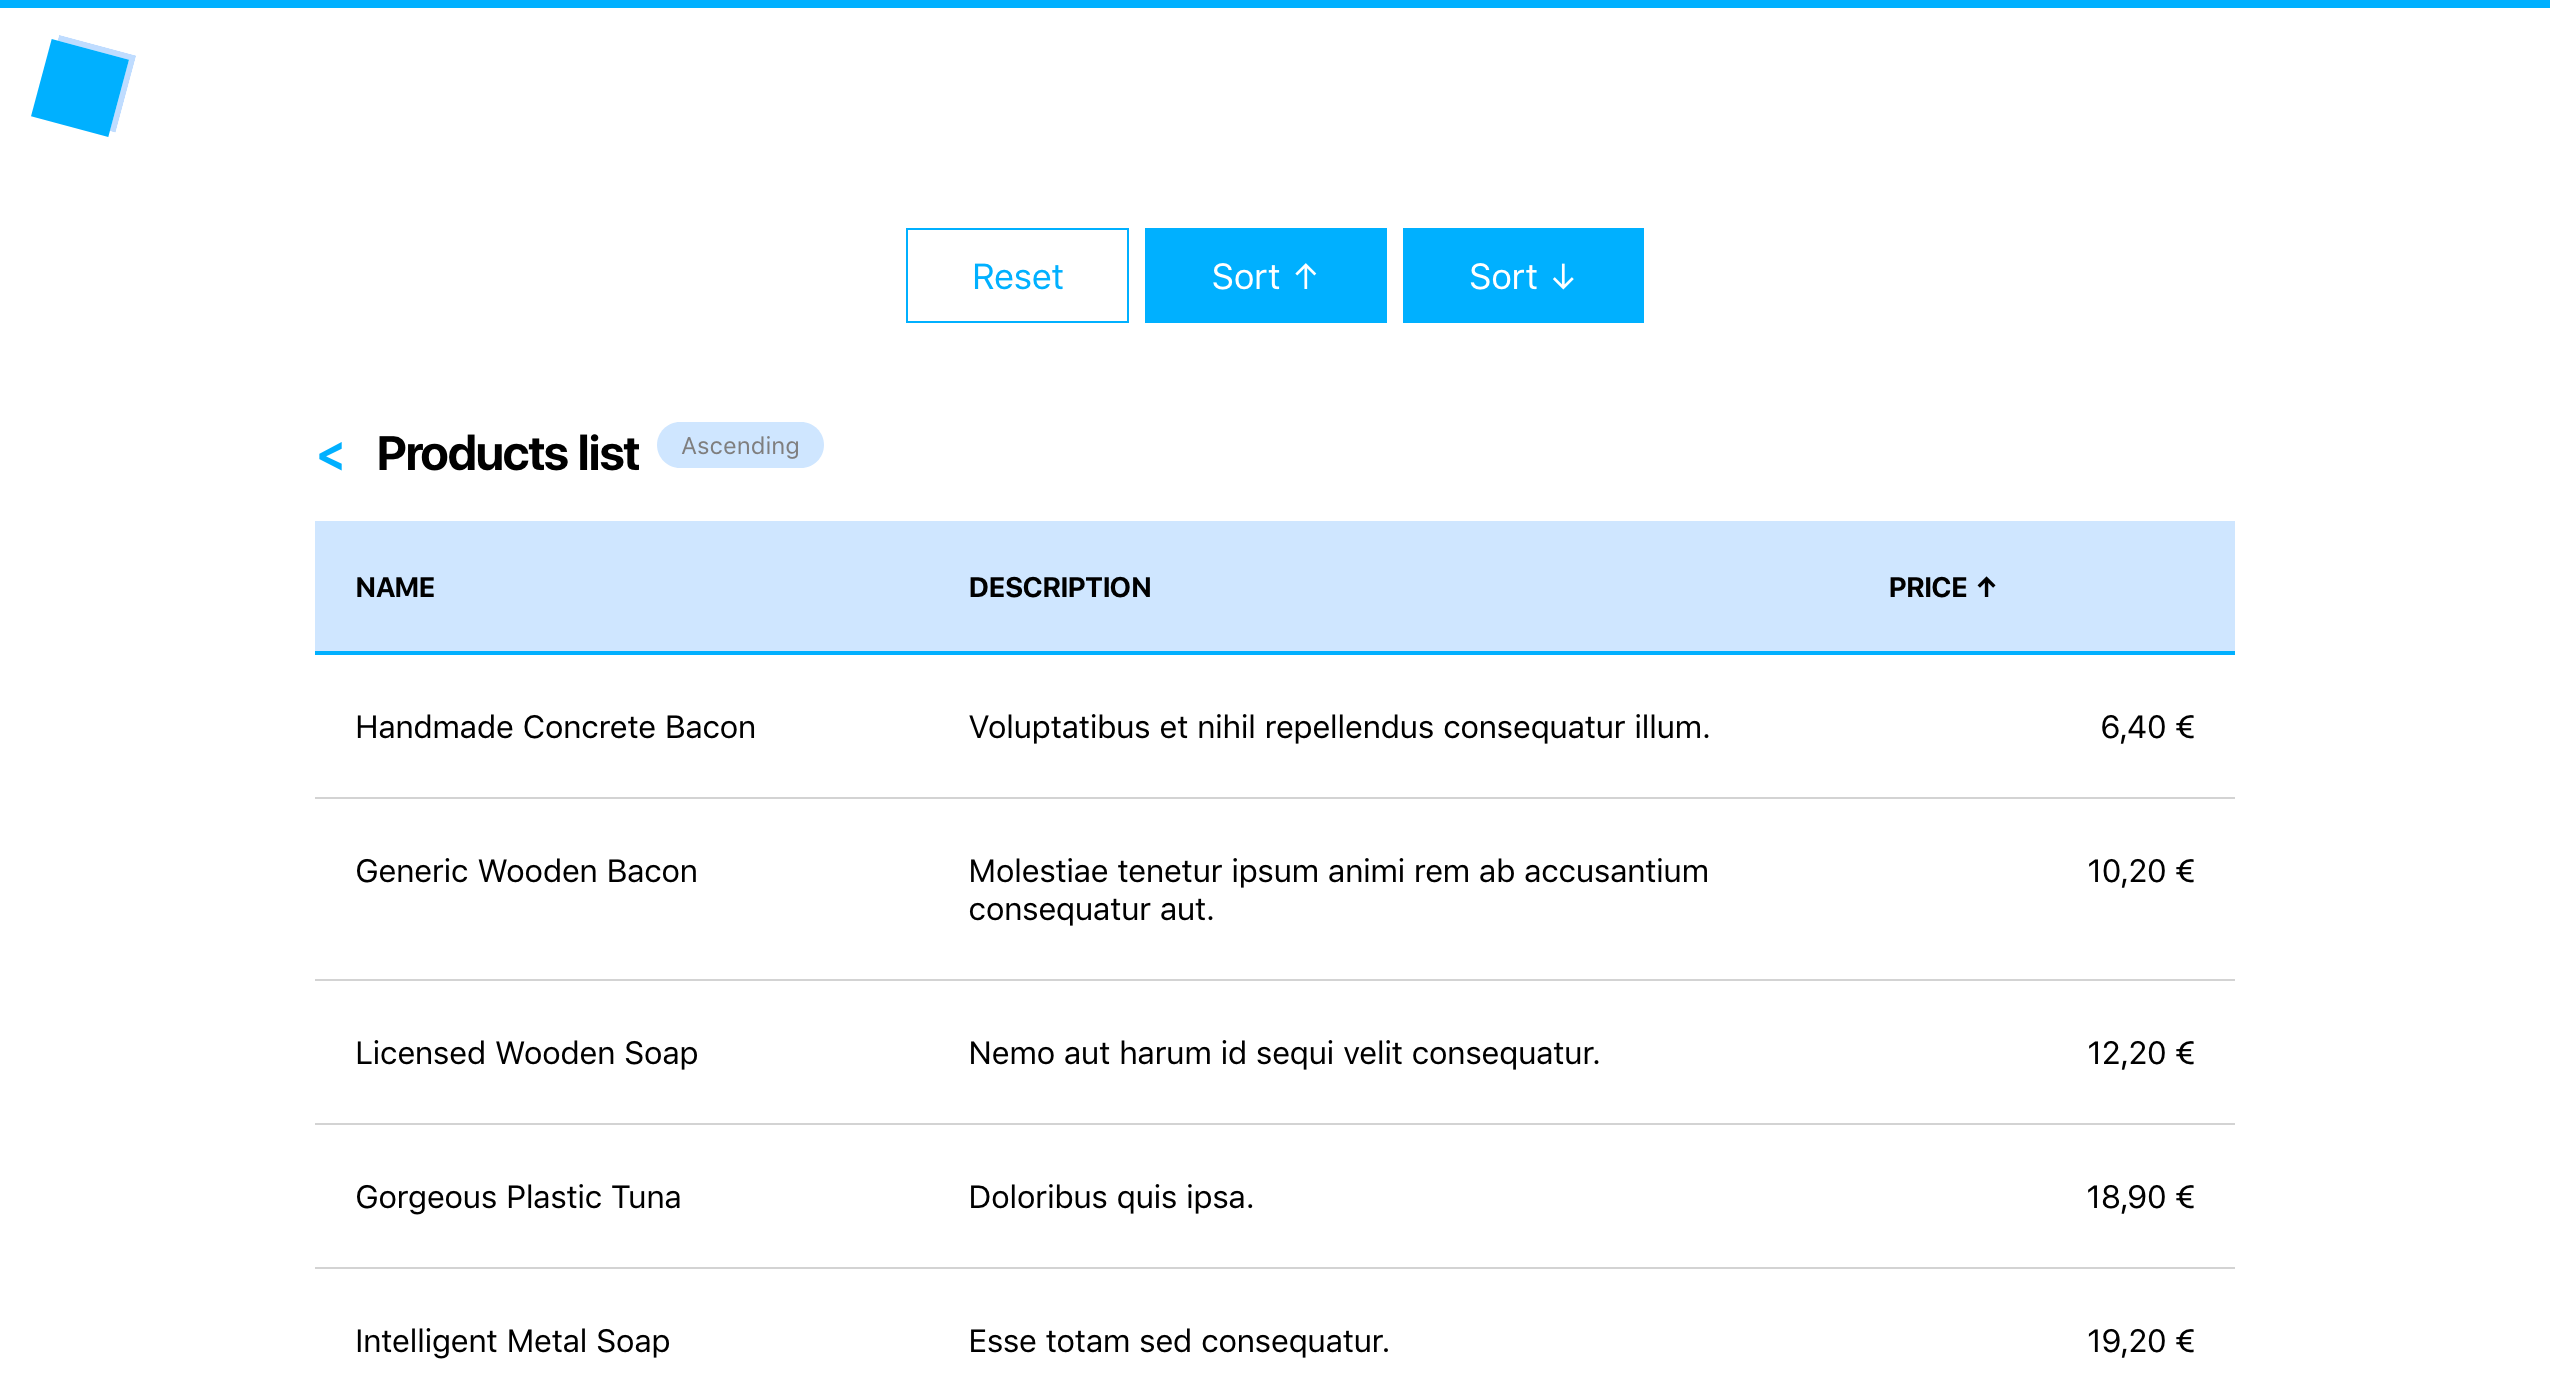 Reset
Sort ↑
Sort ↓
< Products list Ascending
NAME DESCRIPTION PRICE ↑
Handmade Concrete Bacon Voluptatibus et nihil repellendus consequatur illum. 6,40 €
Generic Wooden Bacon Molestiae tenetur ipsum animi rem ab accusantium 10,20 €
consequatur aut.
Licensed Wooden Soap Nemo aut harum id sequi velit consequatur. 12,20 €
Gorgeous Plastic Tuna Doloribus quis ipsa. 18,90 €
Intelligent Metal Soap Esse totam sed consequatur. 19,20 €